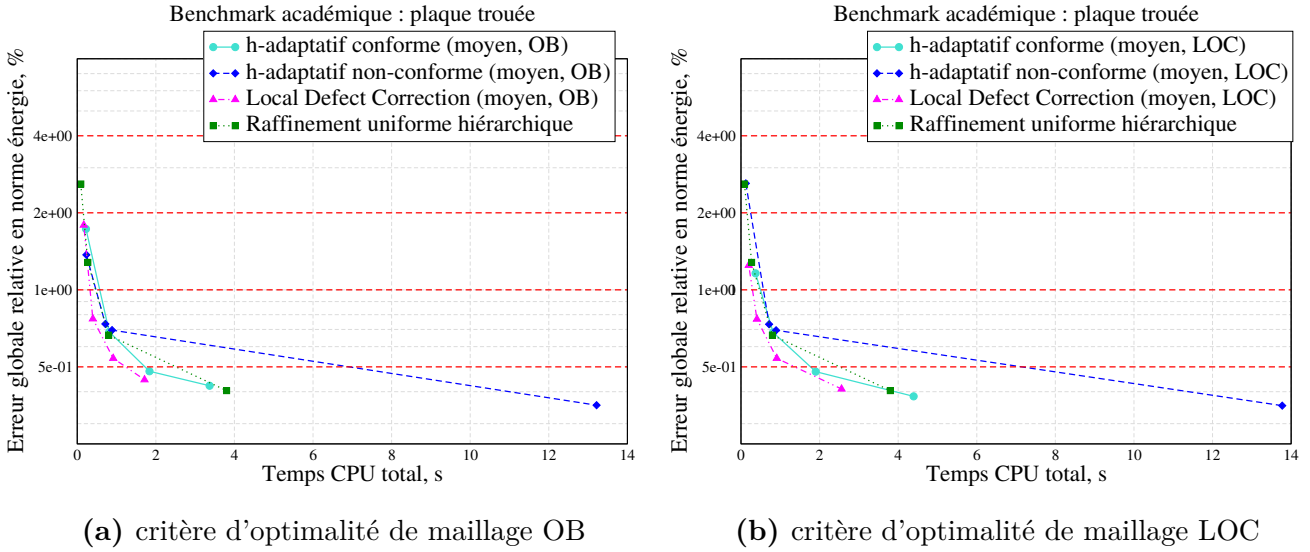 Benchmark académique : plaque trouée
h-adaptatif conforme (moyen, OB)
h-adaptatif non-conforme (moyen, OB)
Local Defect Correction (moyen, OB)
Raffinement uniforme hiérarchique
Erreur globale relative en norme énergie, %
4e+00
2e+00
1e+00
5e-01
0 2 4 6 8 10 12 14
Temps CPU total, s
(a) critère d'optimalité de maillage OB
Benchmark académique : plaque trouée
h-adaptatif conforme (moyen, LOC)
h-adaptatif non-conforme (moyen, LOC)
Local Defect Correction (moyen, LOC)
Raffinement uniforme hiérarchique
Erreur globale relative en norme énergie, %
4e+00
2e+00
1e+00
5e-01
0 2 4 6 8 10 12 14
Temps CPU total, s
(b) critère d'optimalité de maillage LOC